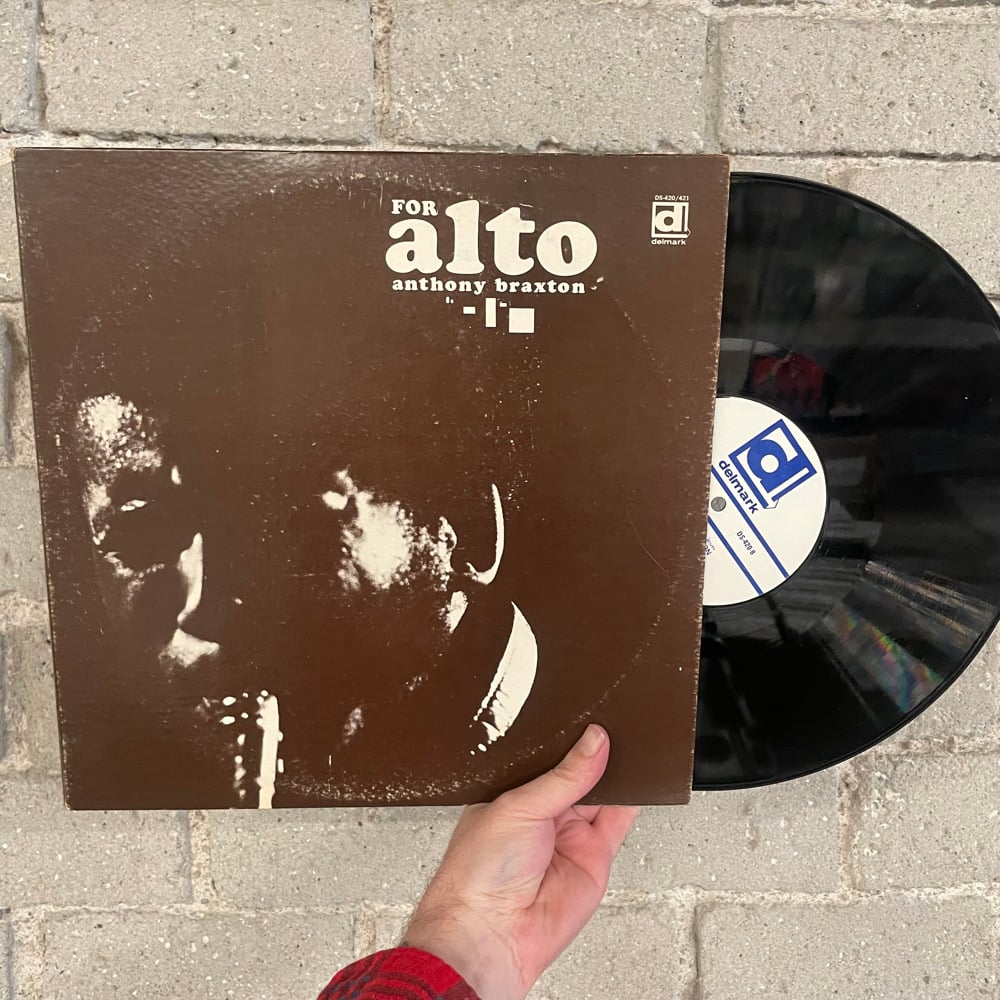 FOR
alto
anthony braxton
DS-420/421
d
delmark
d
delmark
DS-420 B